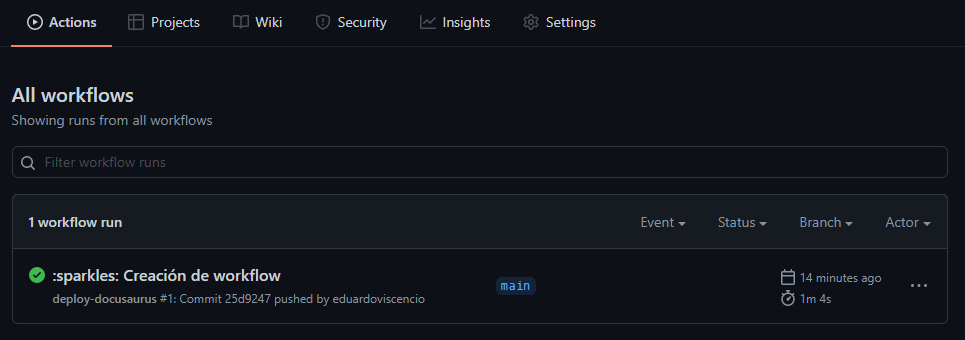 Actions Projects Wiki Security Insights Settings
All workflows
Showing runs from all workflows
Filter workflow runs
1 workflow run Event Status Branch Actor
:sparkles: Creación de workflow
deploy-docusaurus #1: Commit 25d9247 pushed by eduardoviscencio
main
14 minutes ago
1m 4s